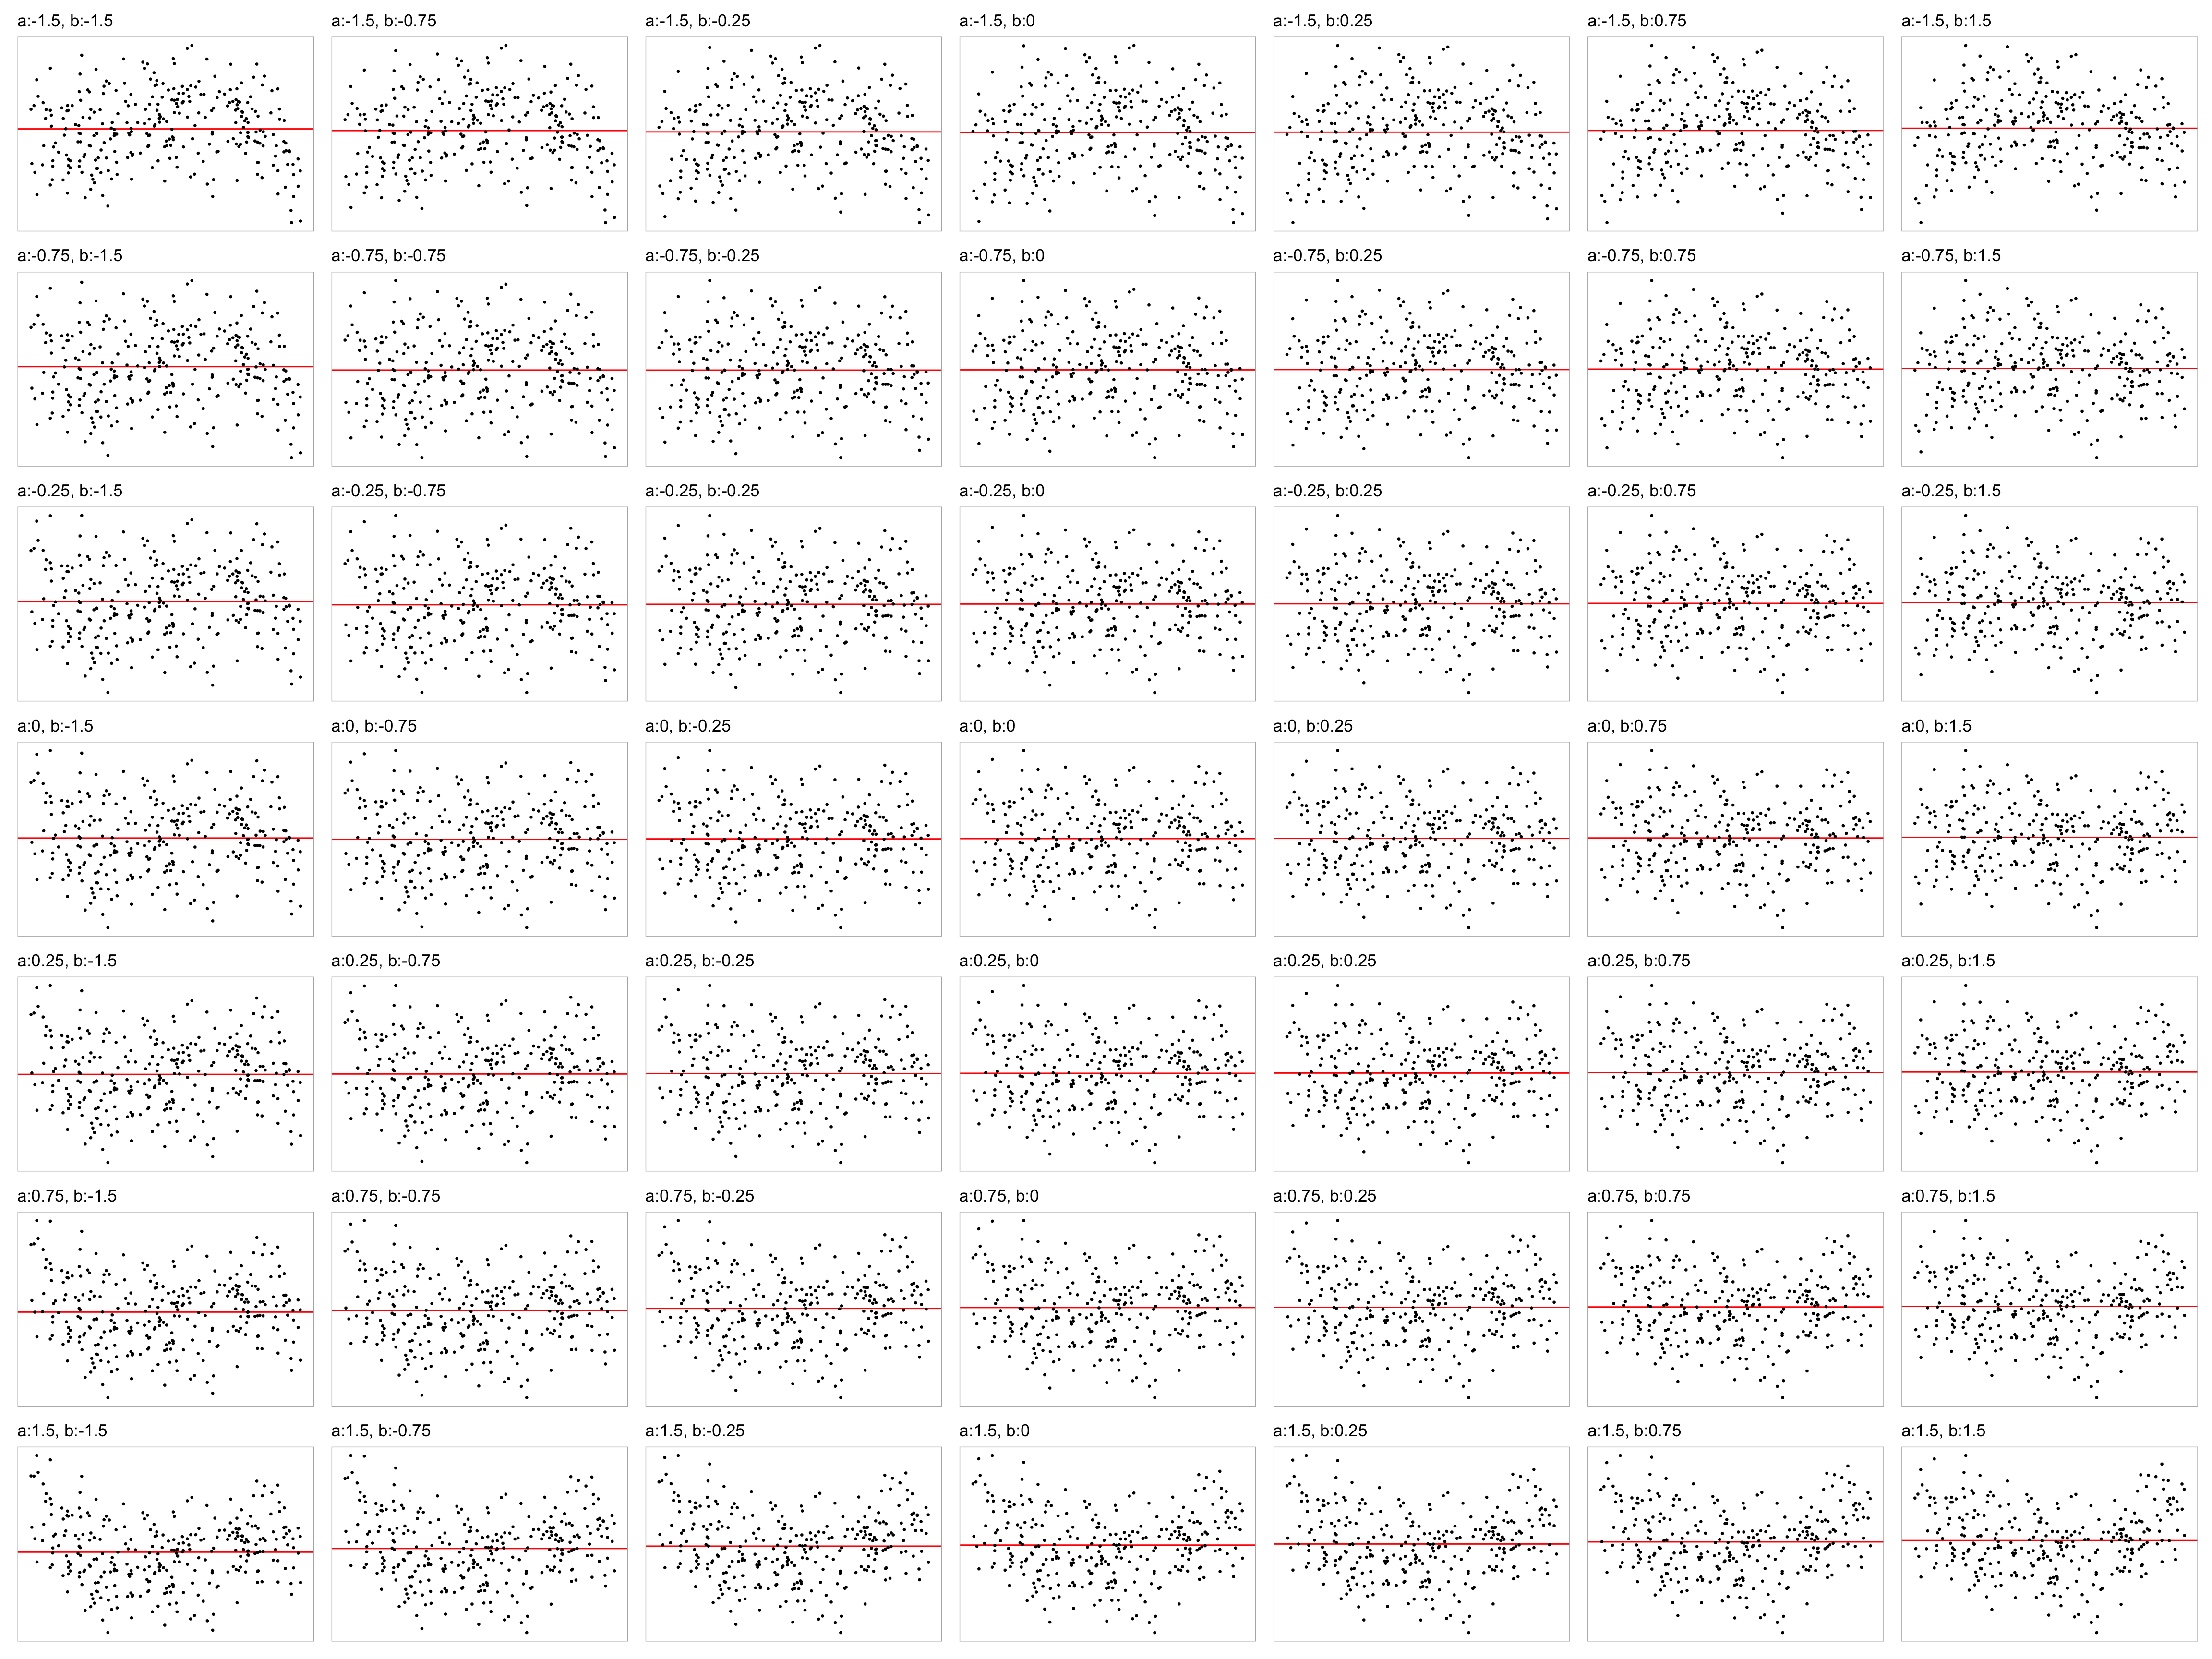 a:-1.5, b:-1.5
a:-1.5, b:-0.75
a:-1.5, b:-0.25
a:-1.5, b:0
a:-1.5, b:0.25
a:-1.5, b:0.75
a:-1.5, b:1.5
a:-0.75, b:-1.5
a:-0.75, b:-0.75
a:-0.75, b:-0.25
a:-0.75, b:0
a:-0.75, b:0.25
a:-0.75, b:0.75
a:-0.75, b:1.5
a:-0.25, b:-1.5
a:-0.25, b:-0.75
a:-0.25, b:-0.25
a:-0.25, b:0
a:-0.25, b:0.25
a:-0.25, b:0.75
a:-0.25, b:1.5
a:0, b:-1.5
a:0, b:-0.75
a:0, b:-0.25
a:0, b:0
a:0, b:0.25
a:0, b:0.75
a:0, b:1.5
a:0.25, b:-1.5
a:0.25, b:-0.75
a:0.25, b:-0.25
a:0.25, b:0
a:0.25, b:0.25
a:0.25, b:0.75
a:0.25, b:1.5
a:0.75, b:-1.5
a:0.75, b:-0.75
a:0.75, b:-0.25
a:0.75, b:0
a:0.75, b:0.25
a:0.75, b:0.75
a:0.75, b:1.5
a:1.5, b:-1.5
a:1.5, b:-0.75
a:1.5, b:-0.25
a:1.5, b:0
a:1.5, b:0.25
a:1.5, b:0.75
a:1.5, b:1.5